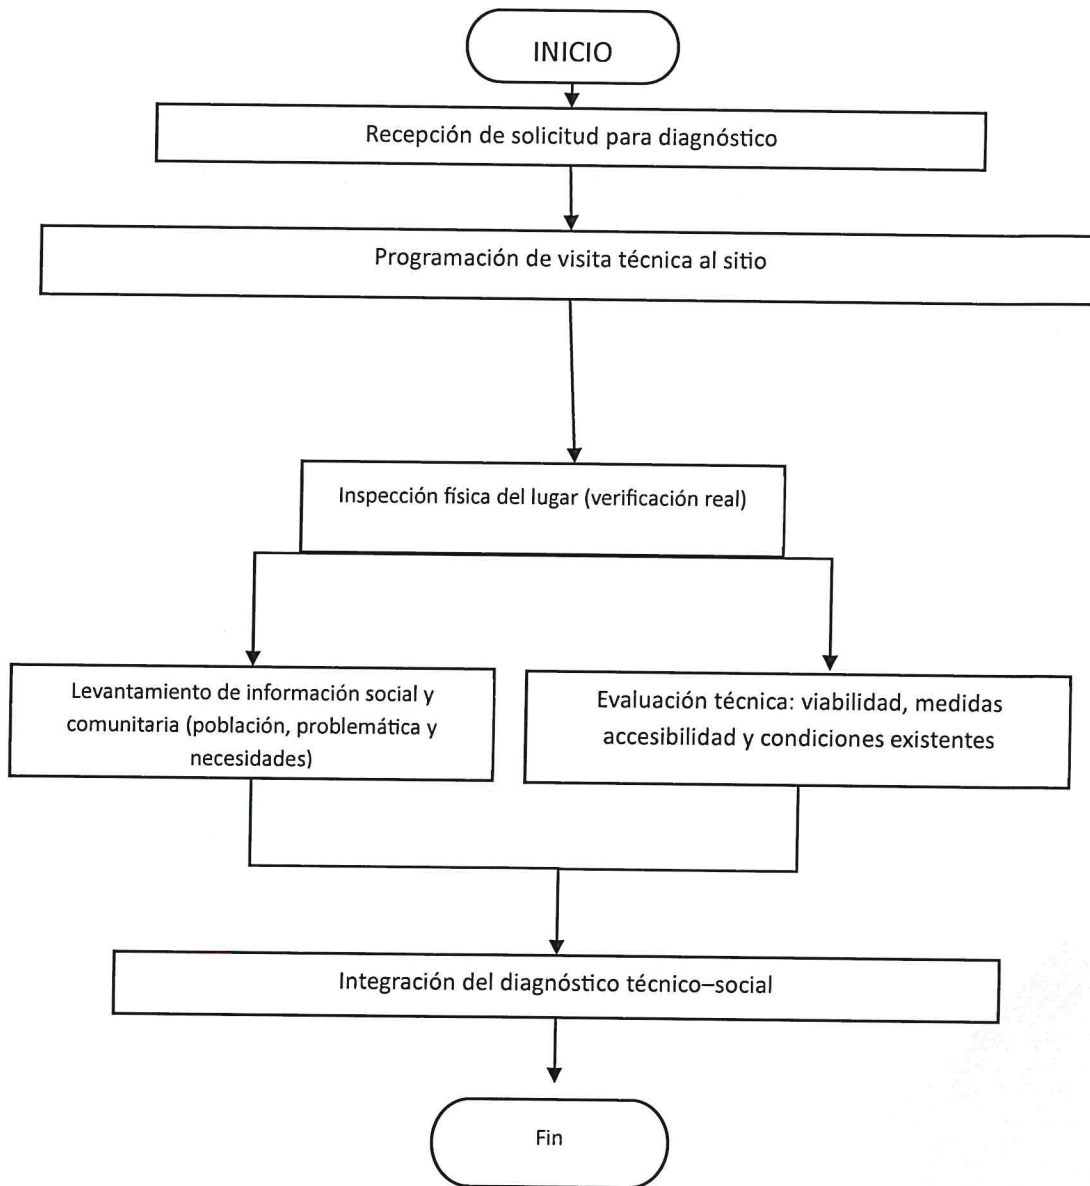 INICIO
Recepción de solicitud para diagnóstico
Programación de visita técnica al sitio
Inspección física del lugar (verificación real)
Levantamiento de información social y
comunitaria (población, problemática y
necesidades)
Evaluación técnica: viabilidad, medidas
accesibilidad y condiciones existentes
Integración del diagnóstico técnico–social
Fin